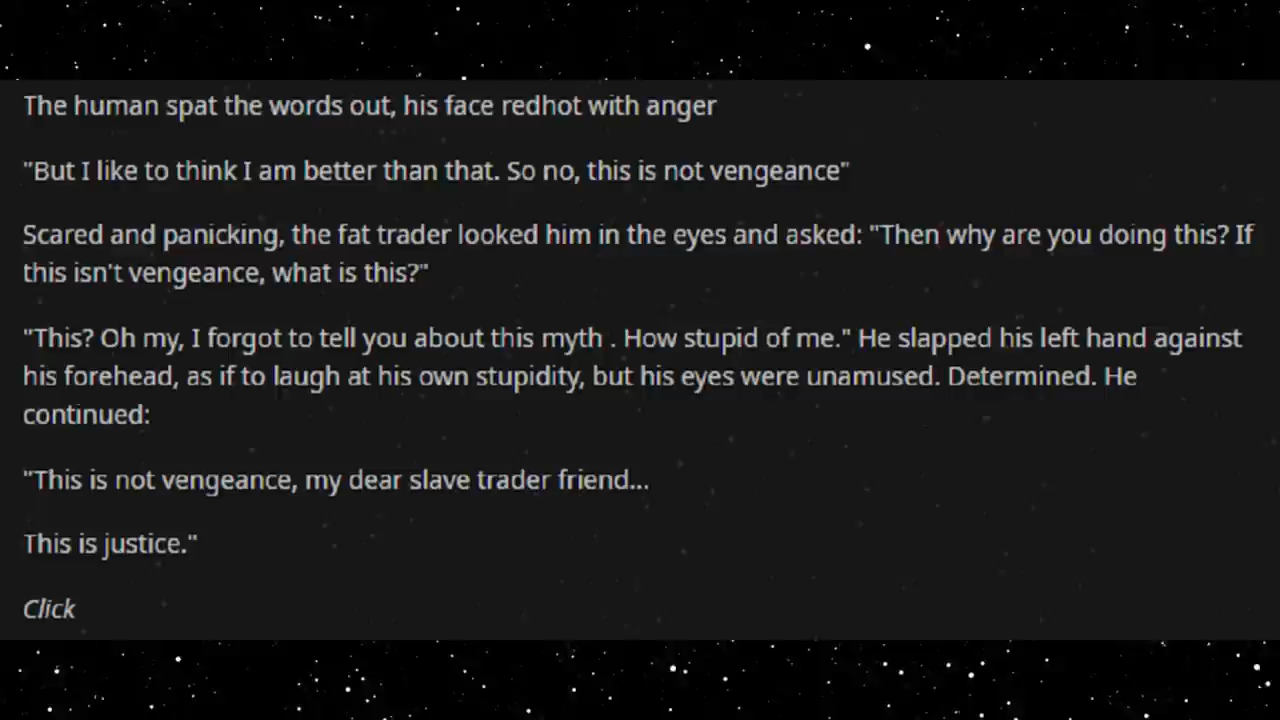 The human spat the words out, his face redhot with anger
"But I like to think I am better than that. So no, this is not vengeance"
Scared and panicking, the fat trader looked him in the eyes and asked: "Then why are you doing this? If
this isn't vengeance, what is this?"
"This? Oh my, I forgot to tell you about this myth . How stupid of me." He slapped his left hand against
his forehead, as if to laugh at his own stupidity, but his eyes were unamused. Determined. He
continued:
"This is not vengeance, my dear slave trader friend...
This is justice."
Click